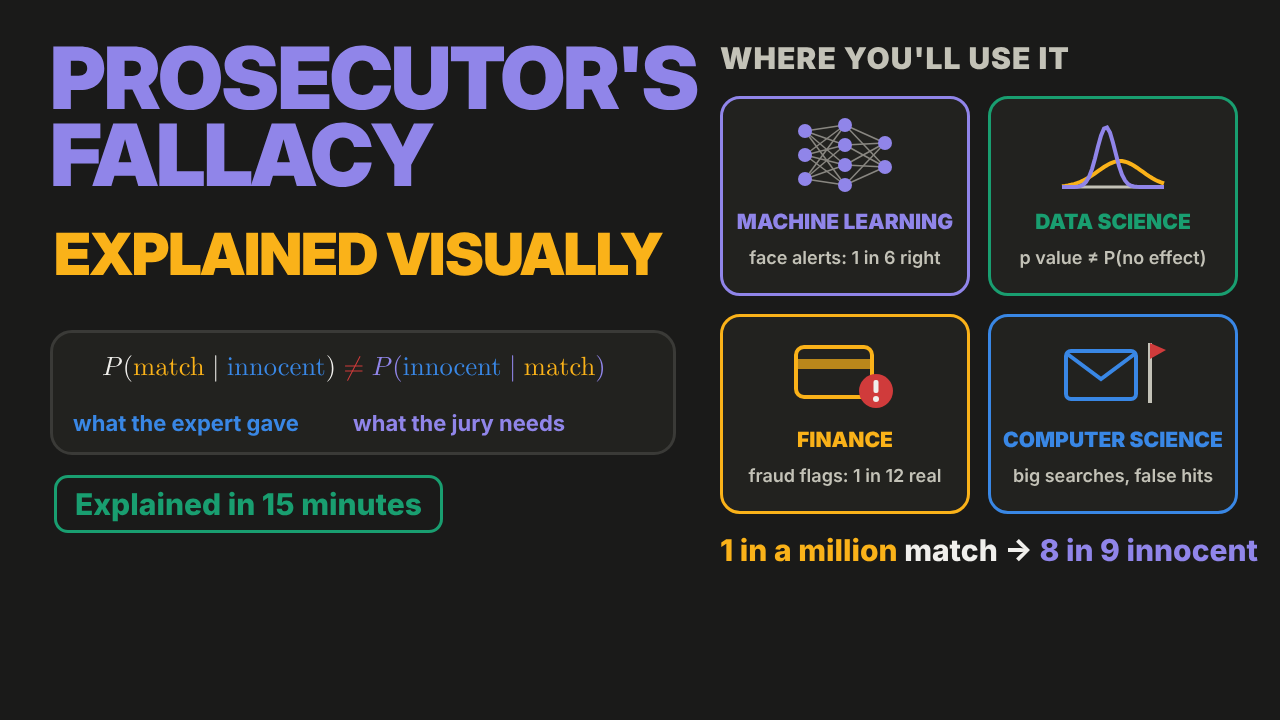 PROSECUTOR'S
FALLACY
EXPLAINED VISUALLY
P(match | innocent) ≠ P(innocent | match)
what the expert gave
what the jury needs
Explained in 15 minutes
WHERE YOU'LL USE IT
MACHINE LEARNING
face alerts: 1 in 6 right
DATA SCIENCE
p value ≠ P(no effect)
FINANCE
fraud flags: 1 in 12 real
COMPUTER SCIENCE
big searches, false hits
1 in a million match → 8 in 9 innocent